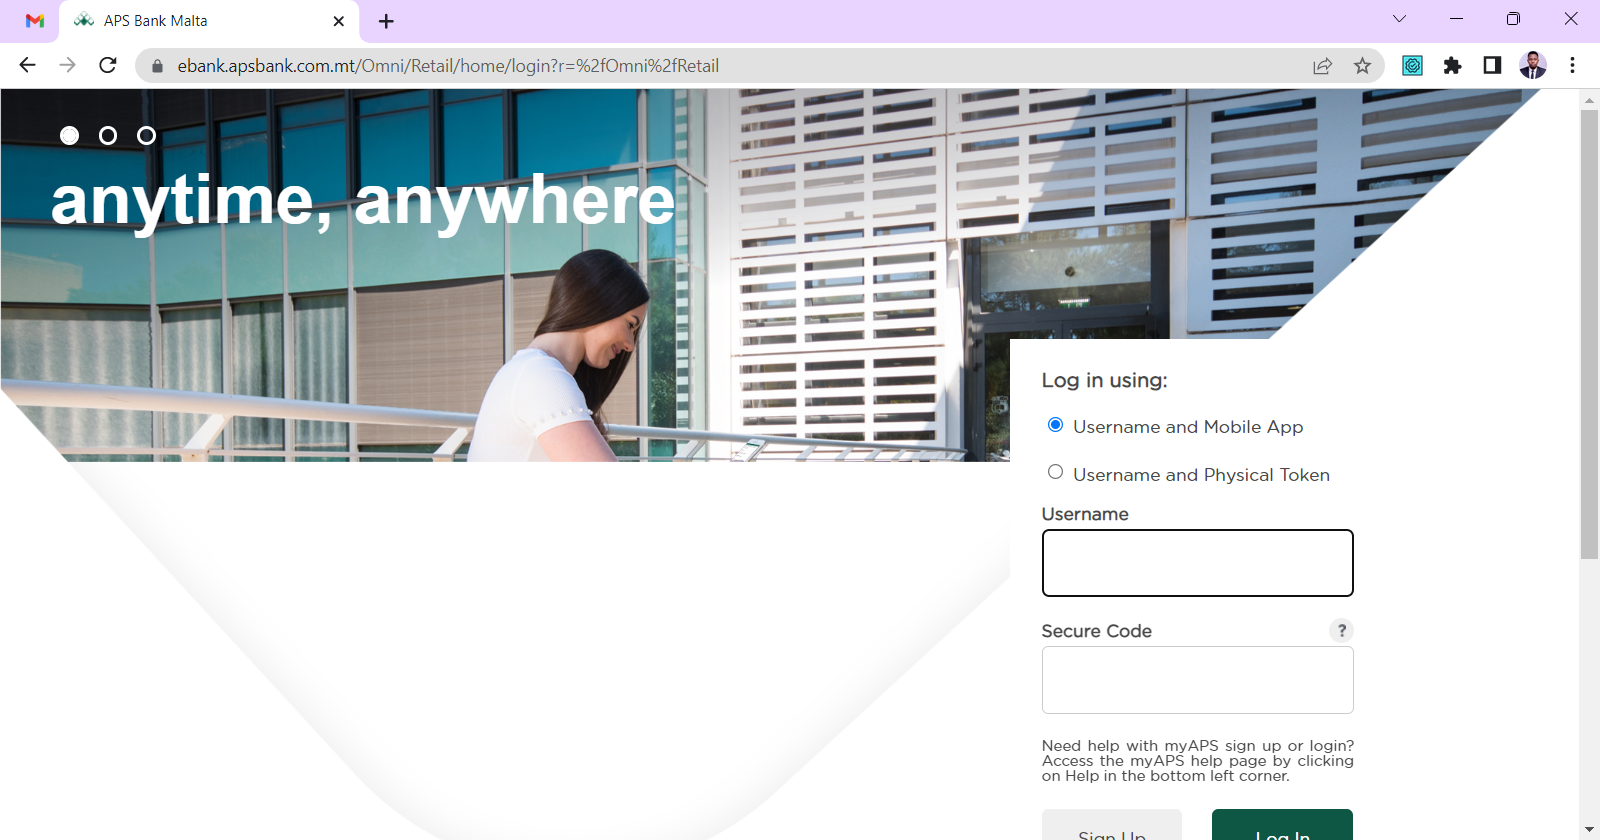 APS Bank Malta
ebank.apsbank.com.mt/Omni/Retail/home/login?r=%2fOmni%2fRetail
anytime, anywhere
Log in using:
Username and Mobile App
Username and Physical Token
Username
Secure Code
?
Need help with myAPS sign up or login?
Access the myAPS help page by clicking
on Help in the bottom left corner.
Sign Up
Log In